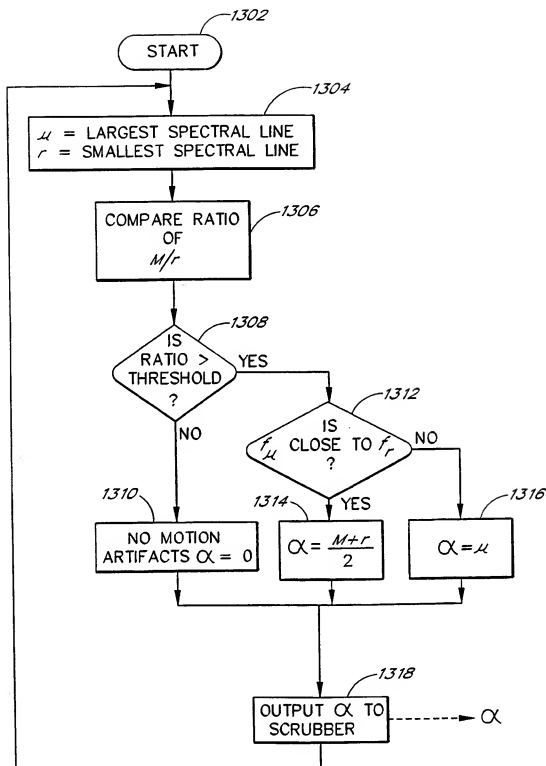 1302
START
1304
μ = LARGEST SPECTRAL LINE
r = SMALLEST SPECTRAL LINE
1306
COMPARE RATIO
OF
M/r
1308
IS
RATIO >
THRESHOLD
?
YES
NO
1312
IS
fμ CLOSE TO fr
?
NO
YES
1310
NO MOTION
ARTIFACTS α = 0
1314
α = M+r
2
1316
α = μ
1318
OUTPUT α TO
SCRUBBER
α